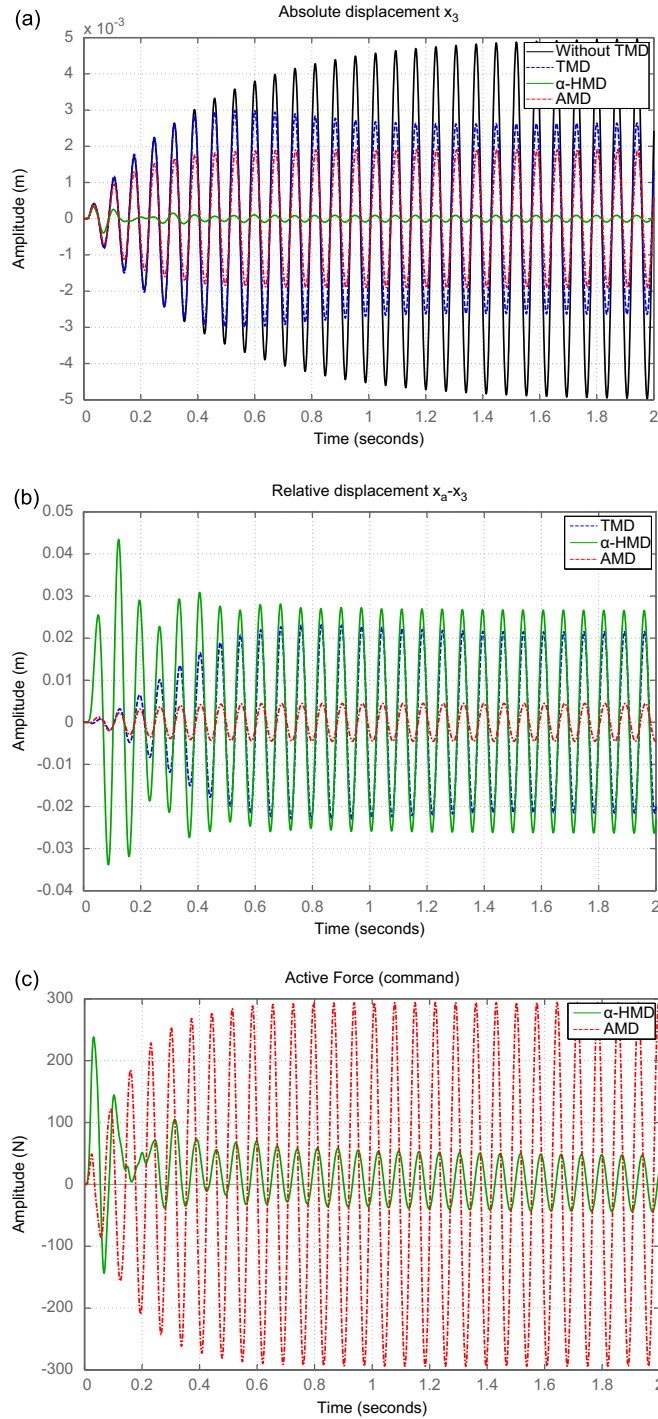 (a)
Absolute displacement x₃
x 10⁻³
5
4
3
2
1
0
-1
-2
-3
-4
-5
Amplitude (m)
Without TMD
TMD
α-HMD
AMD
0 0.2 0.4 0.6 0.8 1 1.2 1.4 1.6 1.8 2
Time (seconds)
(b)
Relative displacement xₐ-x₃
0.05
0.04
0.03
0.02
0.01
0
-0.01
-0.02
-0.03
-0.04
Amplitude (m)
TMD
α-HMD
AMD
0 0.2 0.4 0.6 0.8 1 1.2 1.4 1.6 1.8 2
Time (seconds)
(c)
Active Force (command)
300
200
100
0
-100
-200
-300
Amplitude (N)
α-HMD
AMD
0 0.2 0.4 0.6 0.8 1 1.2 1.4 1.6 1.8 2
Time (seconds)